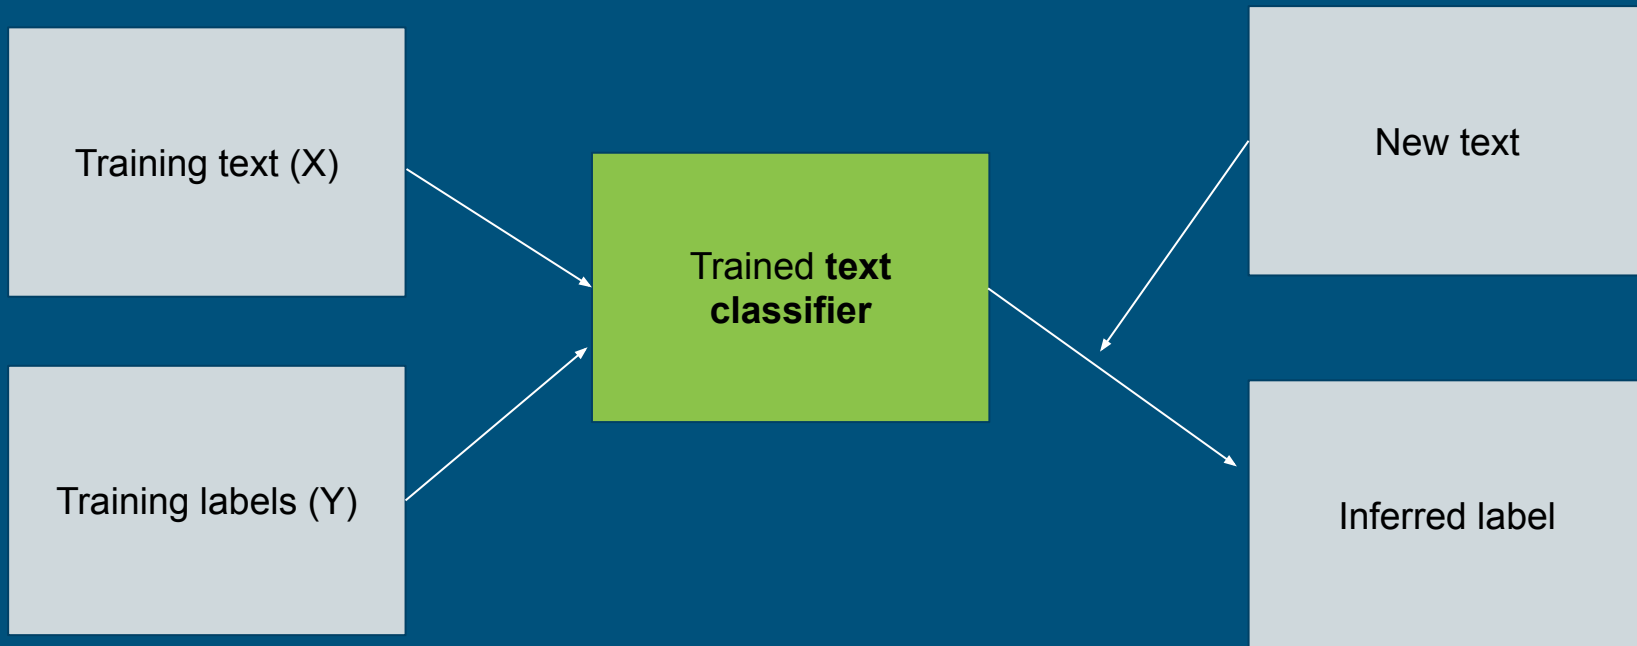 Training text (X)
Training labels (Y)
Trained text
classifier
New text
Inferred label